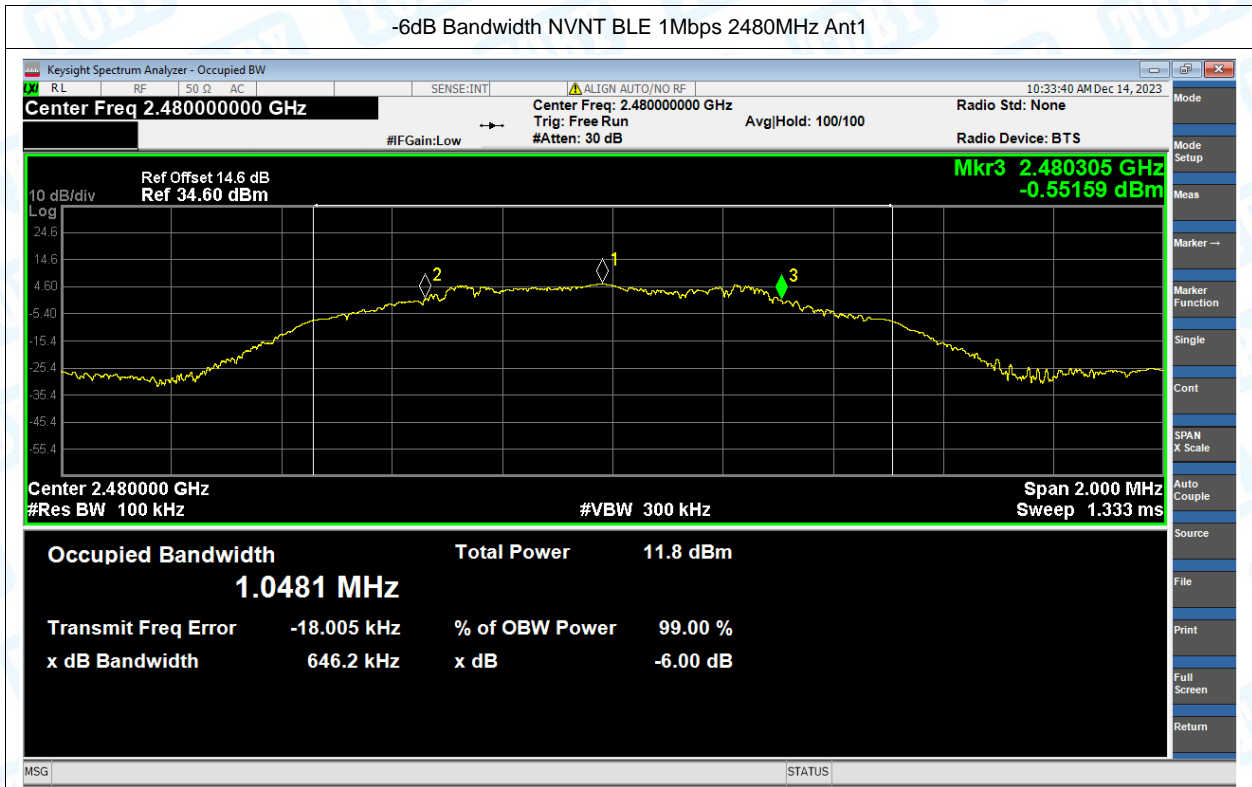 -6dB Bandwidth NVNT BLE 1Mbps 2480MHz Ant1
Keysight Spectrum Analyzer - Occupied BW
LXI RL RF 50 Ω AC SENSE:INT ALIGN AUTO/NO RF 10:33:40 AM Dec 14, 2023
Center Freq 2.480000000 GHz Center Freq: 2.480000000 GHz Radio Std: None
Trig: Free Run Avg|Hold: 100/100
#IFGain:Low #Atten: 30 dB Radio Device: BTS
Mkr3 2.480305 GHz
-0.55159 dBm
Ref Offset 14.6 dB
10 dB/div Ref 34.60 dBm
Log
24.6
14.6
4.60
-5.40
-15.4
-25.4
-35.4
-45.4
-55.4
2
1
3
Center 2.480000 GHz Span 2.000 MHz
#Res BW 100 kHz #VBW 300 kHz Sweep 1.333 ms
Occupied Bandwidth Total Power 11.8 dBm
1.0481 MHz
Transmit Freq Error -18.005 kHz % of OBW Power 99.00 %
x dB Bandwidth 646.2 kHz x dB -6.00 dB
Mode
Mode
Setup
Meas
Marker →
Marker
Function
Single
Cont
SPAN
X Scale
Auto
Couple
Source
File
Print
Full
Screen
Return
MSG STATUS
TOBY